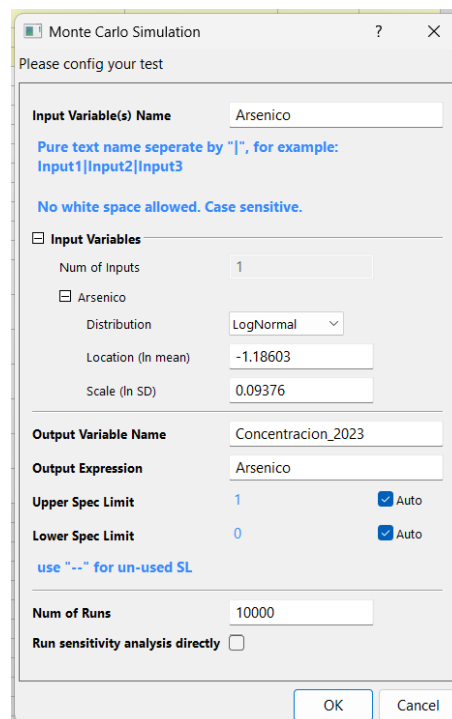 Monte Carlo Simulation
Please config your test
Input Variable(s) Name Arsenico
Pure text name seperate by "|", for example:
Input1|Input2|Input3
No white space allowed. Case sensitive.
Input Variables
Num of Inputs 1
Arsenico
Distribution LogNormal
Location (ln mean) -1.18603
Scale (ln SD) 0.09376
Output Variable Name Concentracion_2023
Output Expression Arsenico
Upper Spec Limit 1 Auto
Lower Spec Limit 0 Auto
use "--" for un-used SL
Num of Runs 10000
Run sensitivity analysis directly
OK Cancel